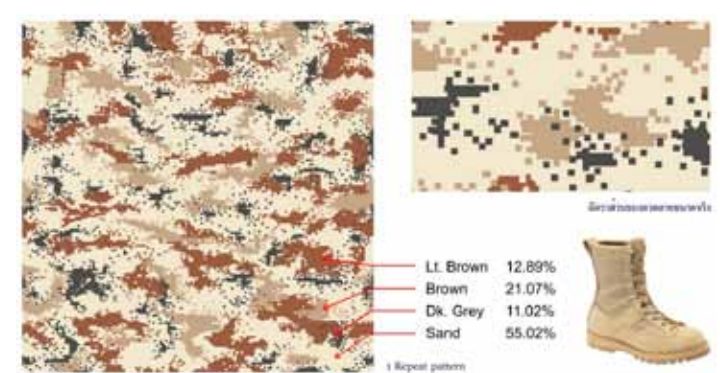 Lt. Brown 12.89%
Brown 21.07%
Dk. Grey 11.02%
Sand 55.02%
1 Repeat pattern